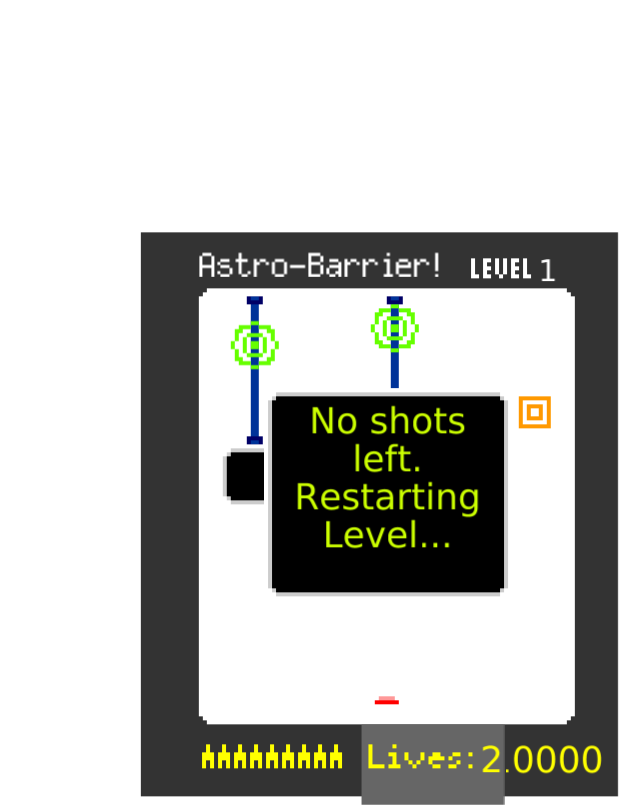 Astro-Barrier! LEVEL 1
No shots
left.
Restarting
Level...
Lives:2.0000